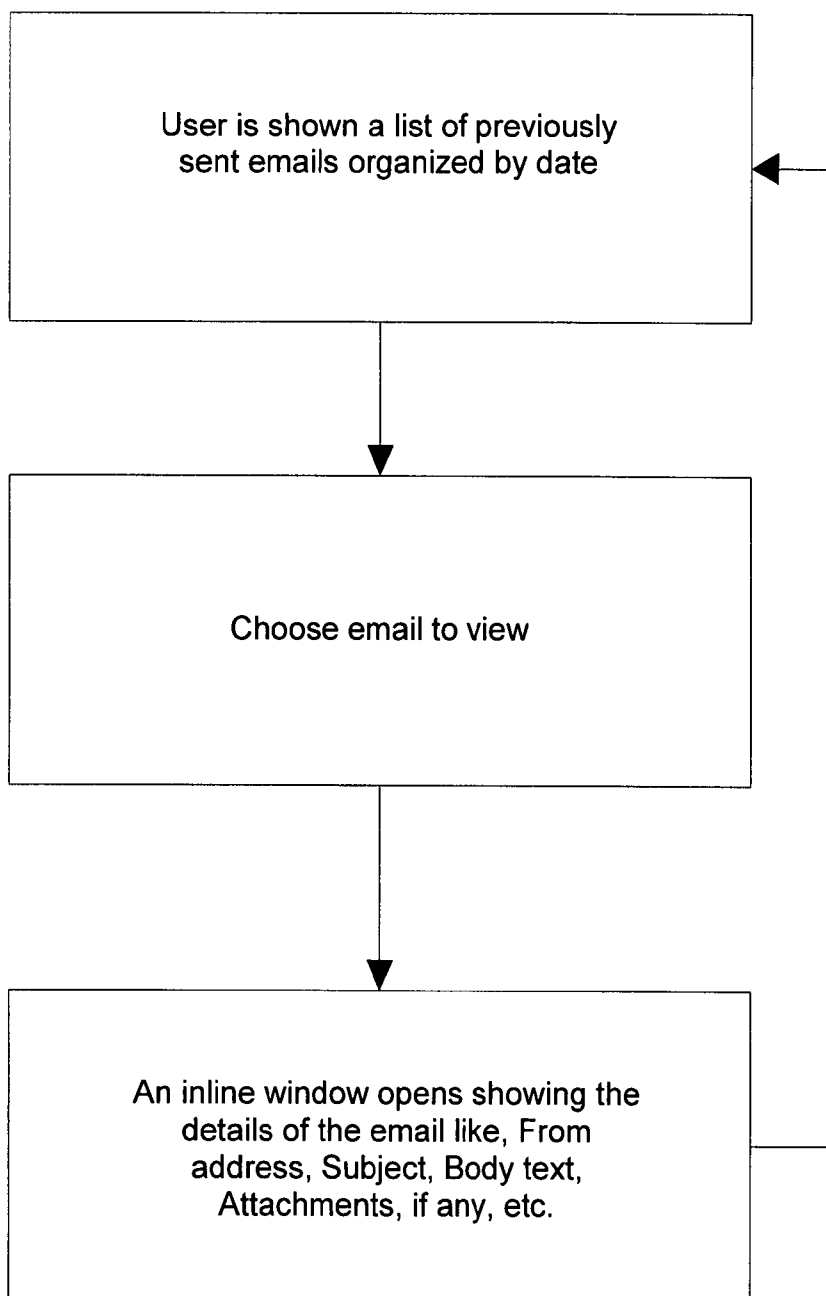 User is shown a list of previously
sent emails organized by date
Choose email to view
An inline window opens showing the
details of the email like, From
address, Subject, Body text,
Attachments, if any, etc.